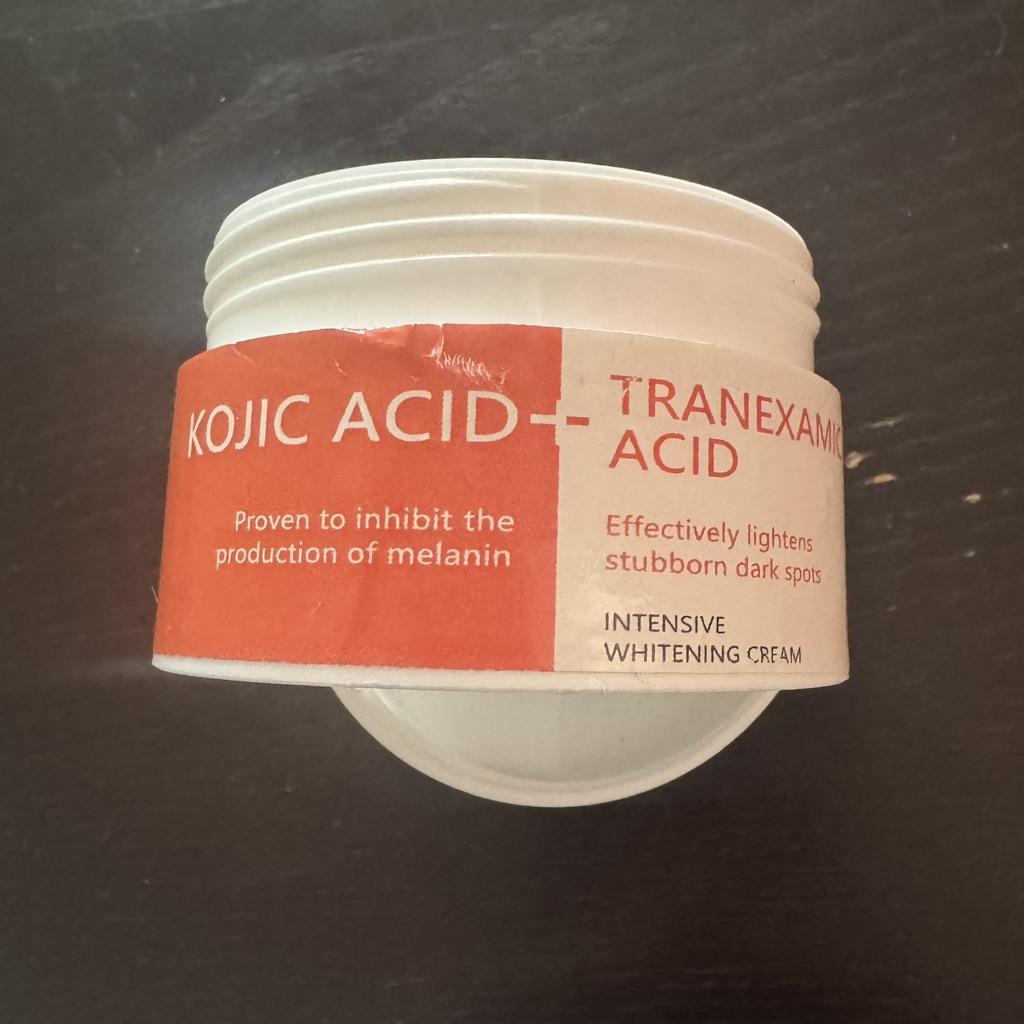 KOJIC ACID +
Proven to inhibit the
production of melanin
TRANEXAMIC
ACID
Effectively lightens
stubborn dark spots
INTENSIVE
WHITENING CREAM